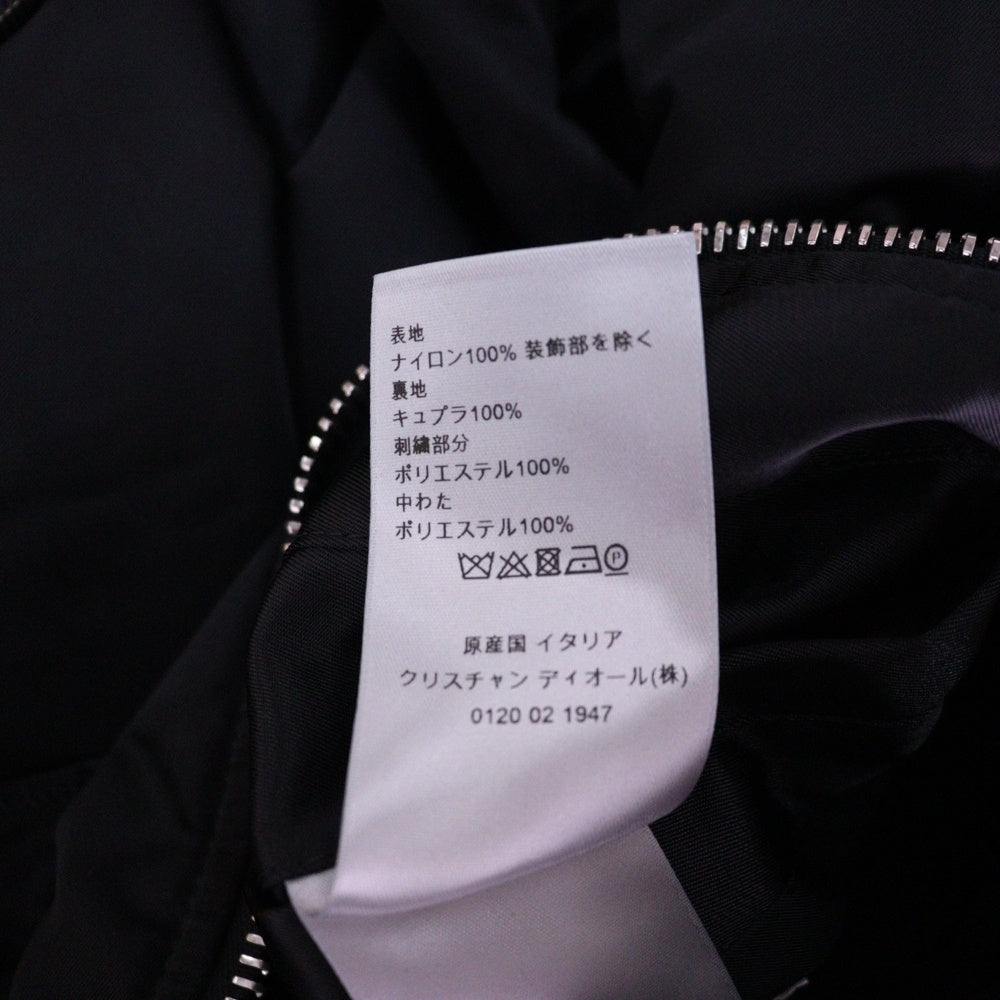 表地
ナイロン100% 装飾部を除く
裏地
キュプラ100%
刺繍部分
ポリエステル100%
中わた
ポリエステル100%
P
原産国 イタリア
クリスチャン ディオール(株)
0120 02 1947